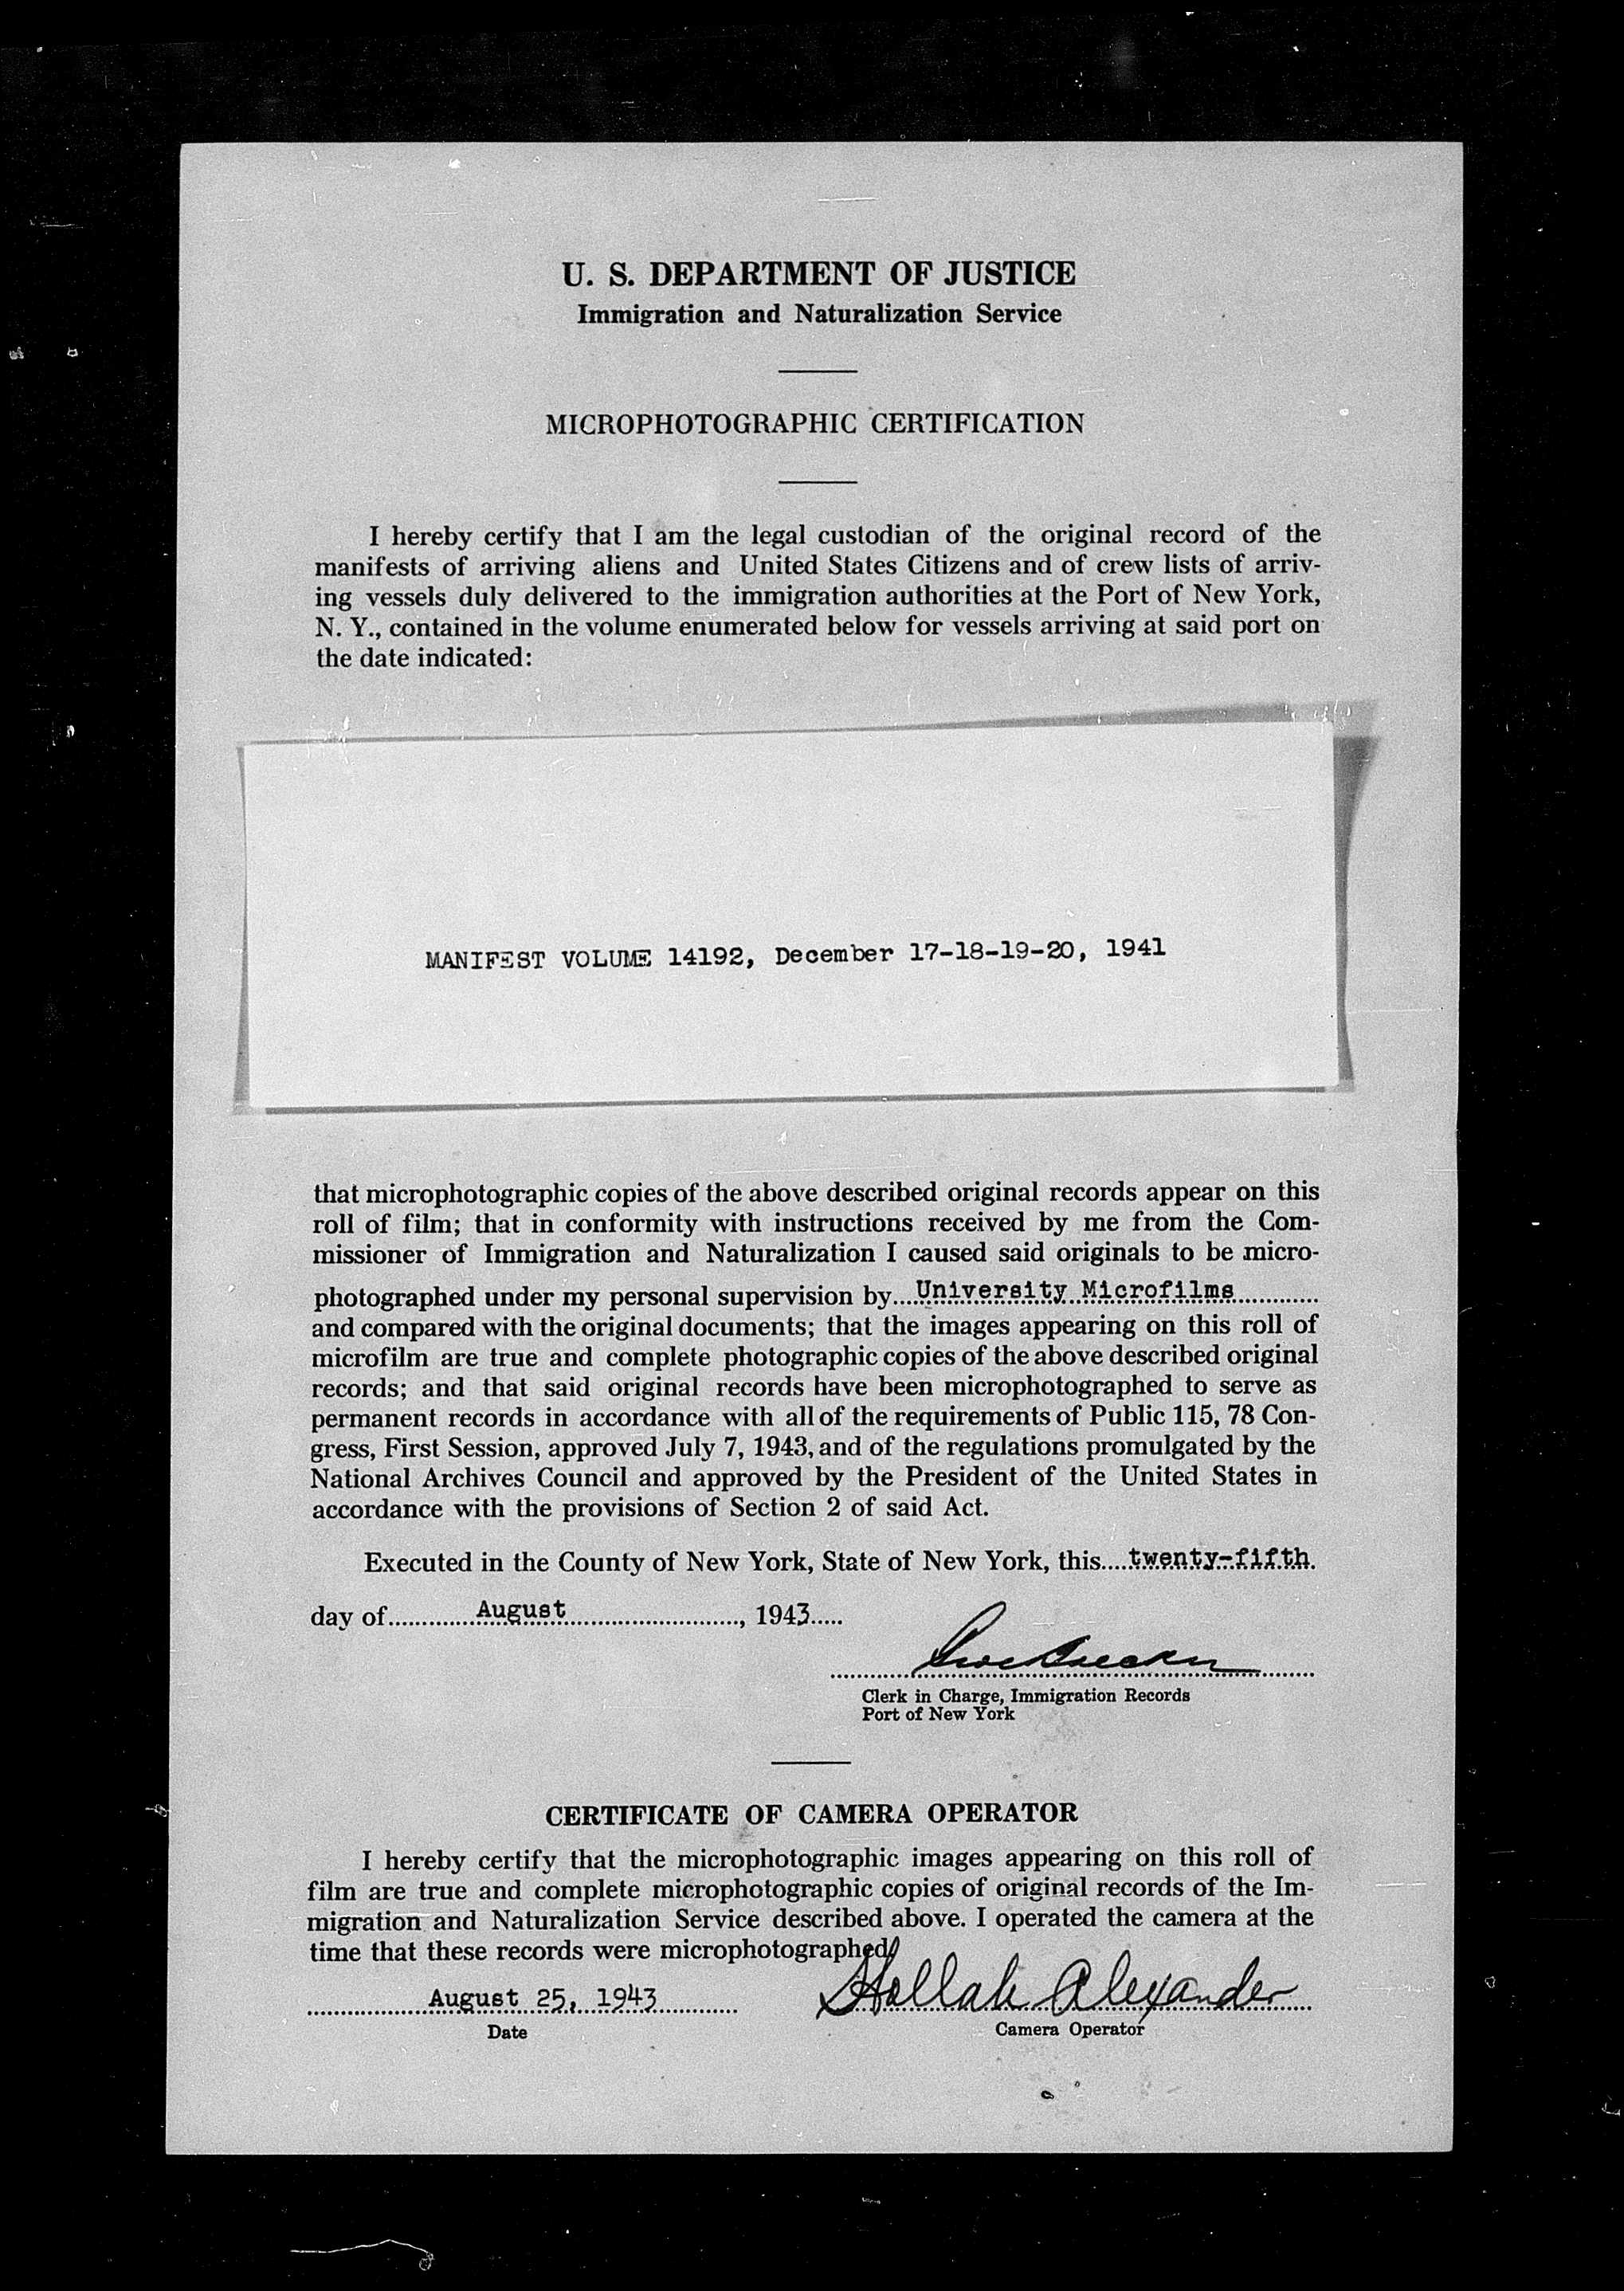 U. S. DEPARTMENT OF JUSTICE
Immigration and Naturalization Service
MICROPHOTOGRAPHIC CERTIFICATION
I hereby certify that I am the legal custodian of the original record of the
manifests of arriving aliens and United States Citizens and of crew lists of arriv-
ing vessels duly delivered to the immigration authorities at the Port of New York,
N. Y., contained in the volume enumerated below for vessels arriving at said port on
the date indicated:
MANIFEST VOLUME 14192, December 17-18-19-20, 1941
that microphotographic copies of the above described original records appear on this
roll of film; that in conformity with instructions received by me from the Com-
missioner of Immigration and Naturalization I caused said originals to be micro-
photographed under my personal supervision by....University Microfilms............
and compared with the original documents; that the images appearing on this roll of
microfilm are true and complete photographic copies of the above described original
records; and that said original records have been microphotographed to serve as
permanent records in accordance with all of the requirements of Public 115, 78 Con-
gress, First Session, approved July 7, 1943, and of the regulations promulgated by the
National Archives Council and approved by the President of the United States in
accordance with the provisions of Section 2 of said Act.
Executed in the County of New York, State of New York, this....twenty-fifth.
day of.............August........................., 1943.....
Clerk in Charge, Immigration Records
Port of New York
CERTIFICATE OF CAMERA OPERATOR
I hereby certify that the microphotographic images appearing on this roll of
film are true and complete microphotographic copies of original records of the Im-
migration and Naturalization Service described above. I operated the camera at the
time that these records were microphotographed.
August 25, 1943 Hollah Alexander
Date Camera Operator